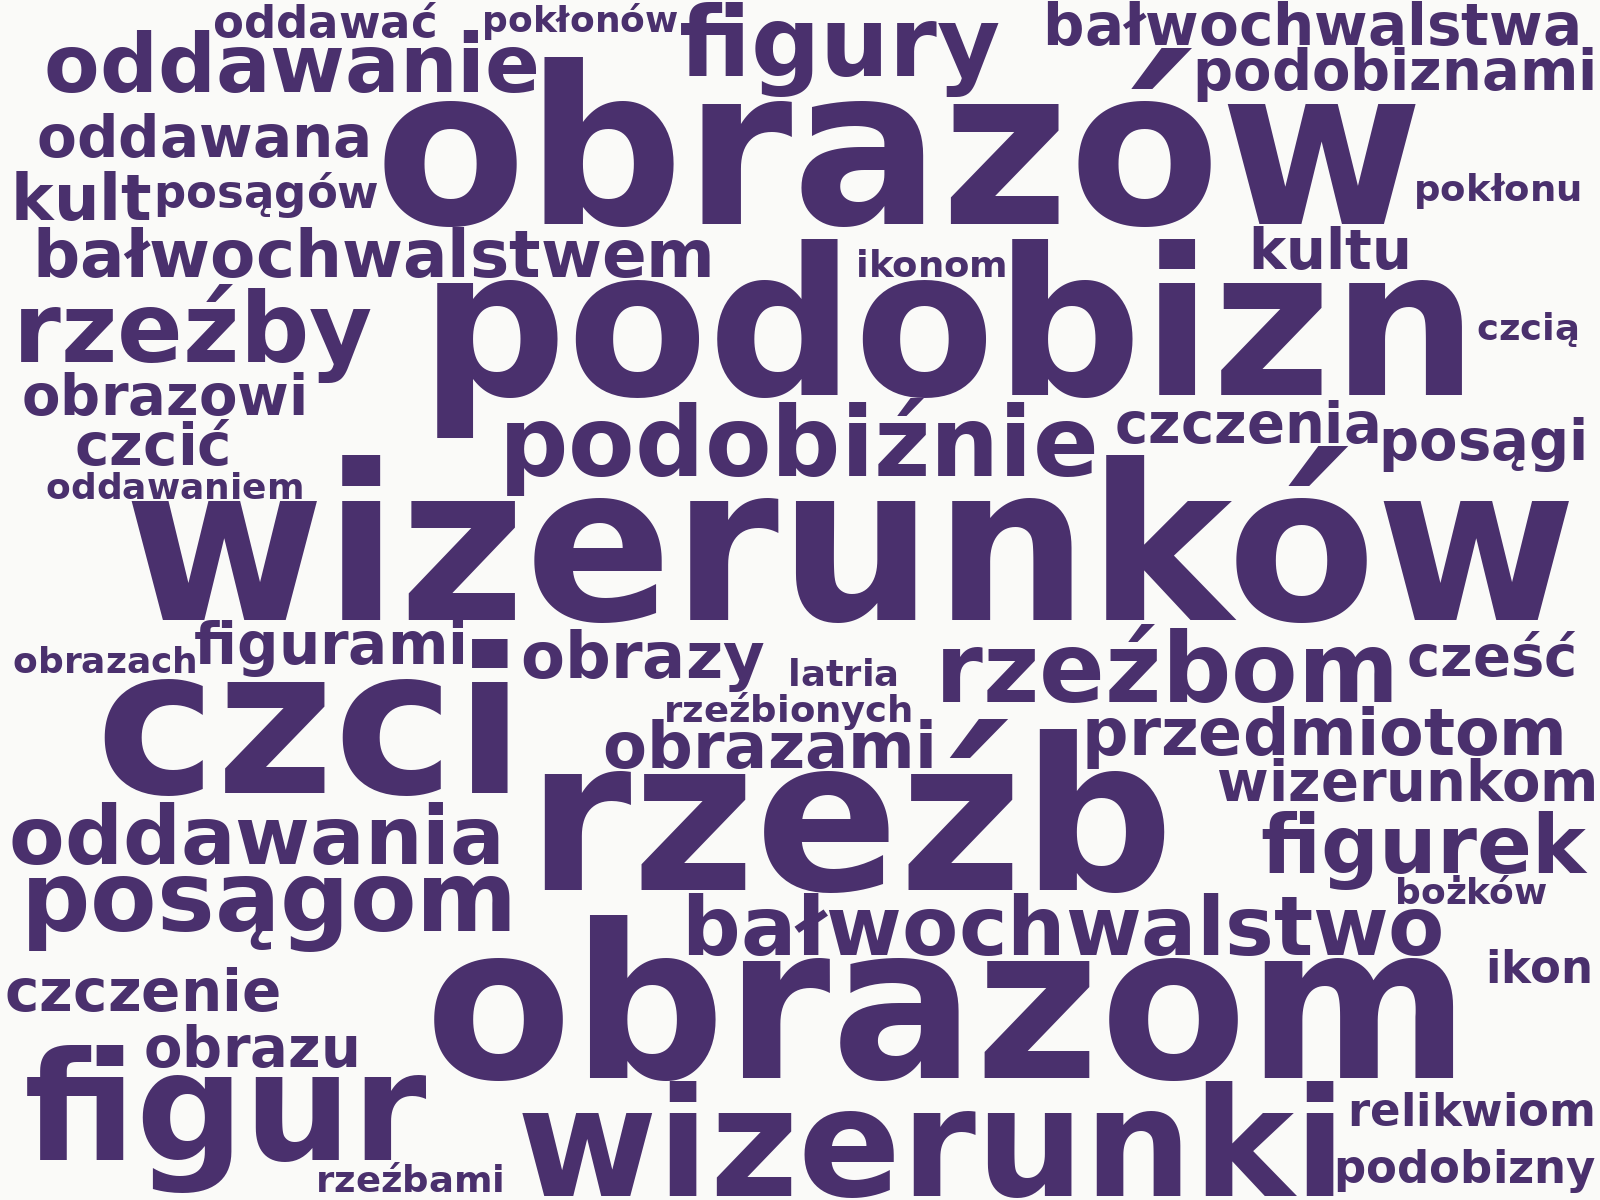 oddawać pokłonów figury bałwochwalstwa
oddawanie podobiznami
oddawana obrazów
kult posągów pokłonu
bałwochwalstwem ikonom kultu
rzeźby podobizn czcią
obrazowi
czcić podobiźnie czczenia posągi
oddawaniem
wizerunków
obrazach figurami obrazy latria rzeźbom cześć
czci rzeźbionych
obrazami przedmiotom
rzeźb wizerunkom
oddawania figurek
posągom bożków
bałwochwalstwo
czczenie obrazom ikon
obrazu
figur wizerunki relikwiom
rzeźbami podobizny